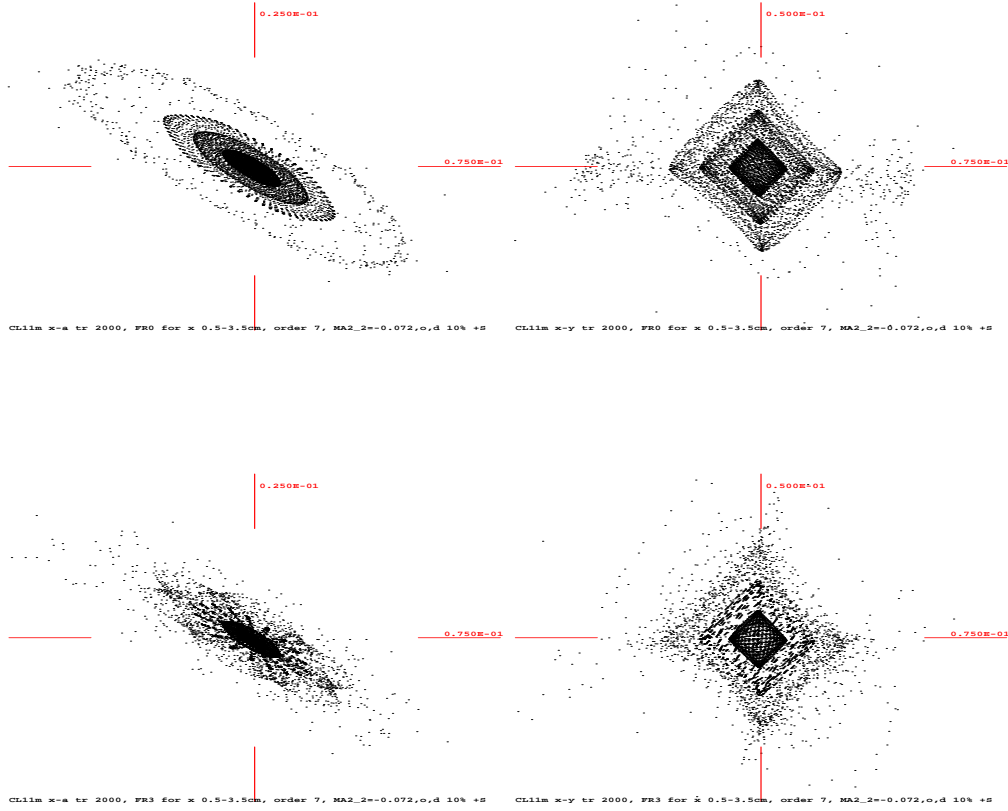 0.250E-01
0.500E-01
0.750E-01
0.750E-01
CL11m x-a tr 2000, FR0 for x 0.5-3.5cm, order 7, MA2_2=-0.072,o,d 10% +S
CL11m x-y tr 2000, FR0 for x 0.5-3.5cm, order 7, MA2_2=-0.072,o,d 10% +S
0.250E-01
0.500E-01
0.750E-01
0.750E-01
CL11m x-a tr 2000, FR3 for x 0.5-3.5cm, order 7, MA2_2=-0.072,o,d 10% +S
CL11m x-y tr 2000, FR3 for x 0.5-3.5cm, order 7, MA2_2=-0.072,o,d 10% +S